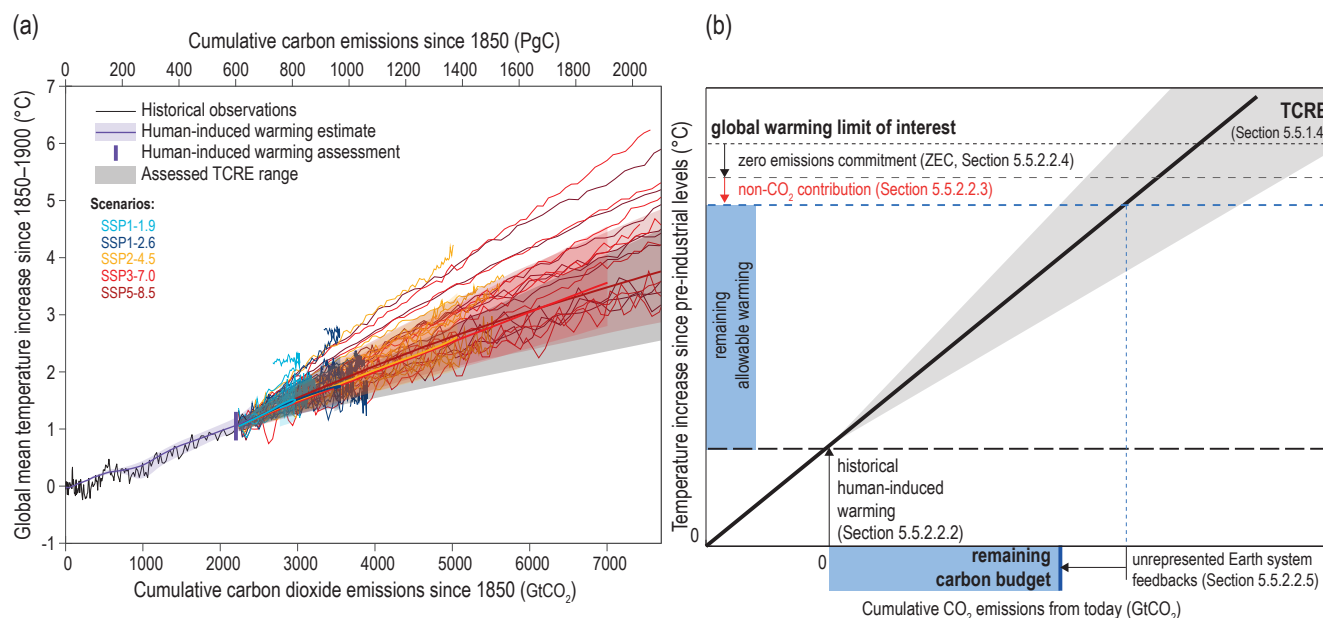 (a)
Cumulative carbon emissions since 1850 (PgC)
0 200 400 600 800 1000 1200 1400 1600 1800 2000
7
6
5
4
3
2
1
0
-1
Global mean temperature increase since 1850–1900 (°C)
Historical observations
Human-induced warming estimate
Human-induced warming assessment
Assessed TCRE range
Scenarios:
SSP1-1.9
SSP1-2.6
SSP2-4.5
SSP3-7.0
SSP5-8.5
0 1000 2000 3000 4000 5000 6000 7000
Cumulative carbon dioxide emissions since 1850 (GtCO2)
(b)
Temperature increase since pre-industrial levels (°C)
TCRE
(Section 5.5.1.4
global warming limit of interest
zero emissions commitment (ZEC, Section 5.5.2.2.4)
non-CO2 contribution (Section 5.5.2.2.3)
remaining
allowable warming
historical
human-induced
warming
(Section 5.5.2.2.2)
0
0
remaining
carbon budget
unrepresented Earth system
feedbacks (Section 5.5.2.2.5)
Cumulative CO2 emissions from today (GtCO2)